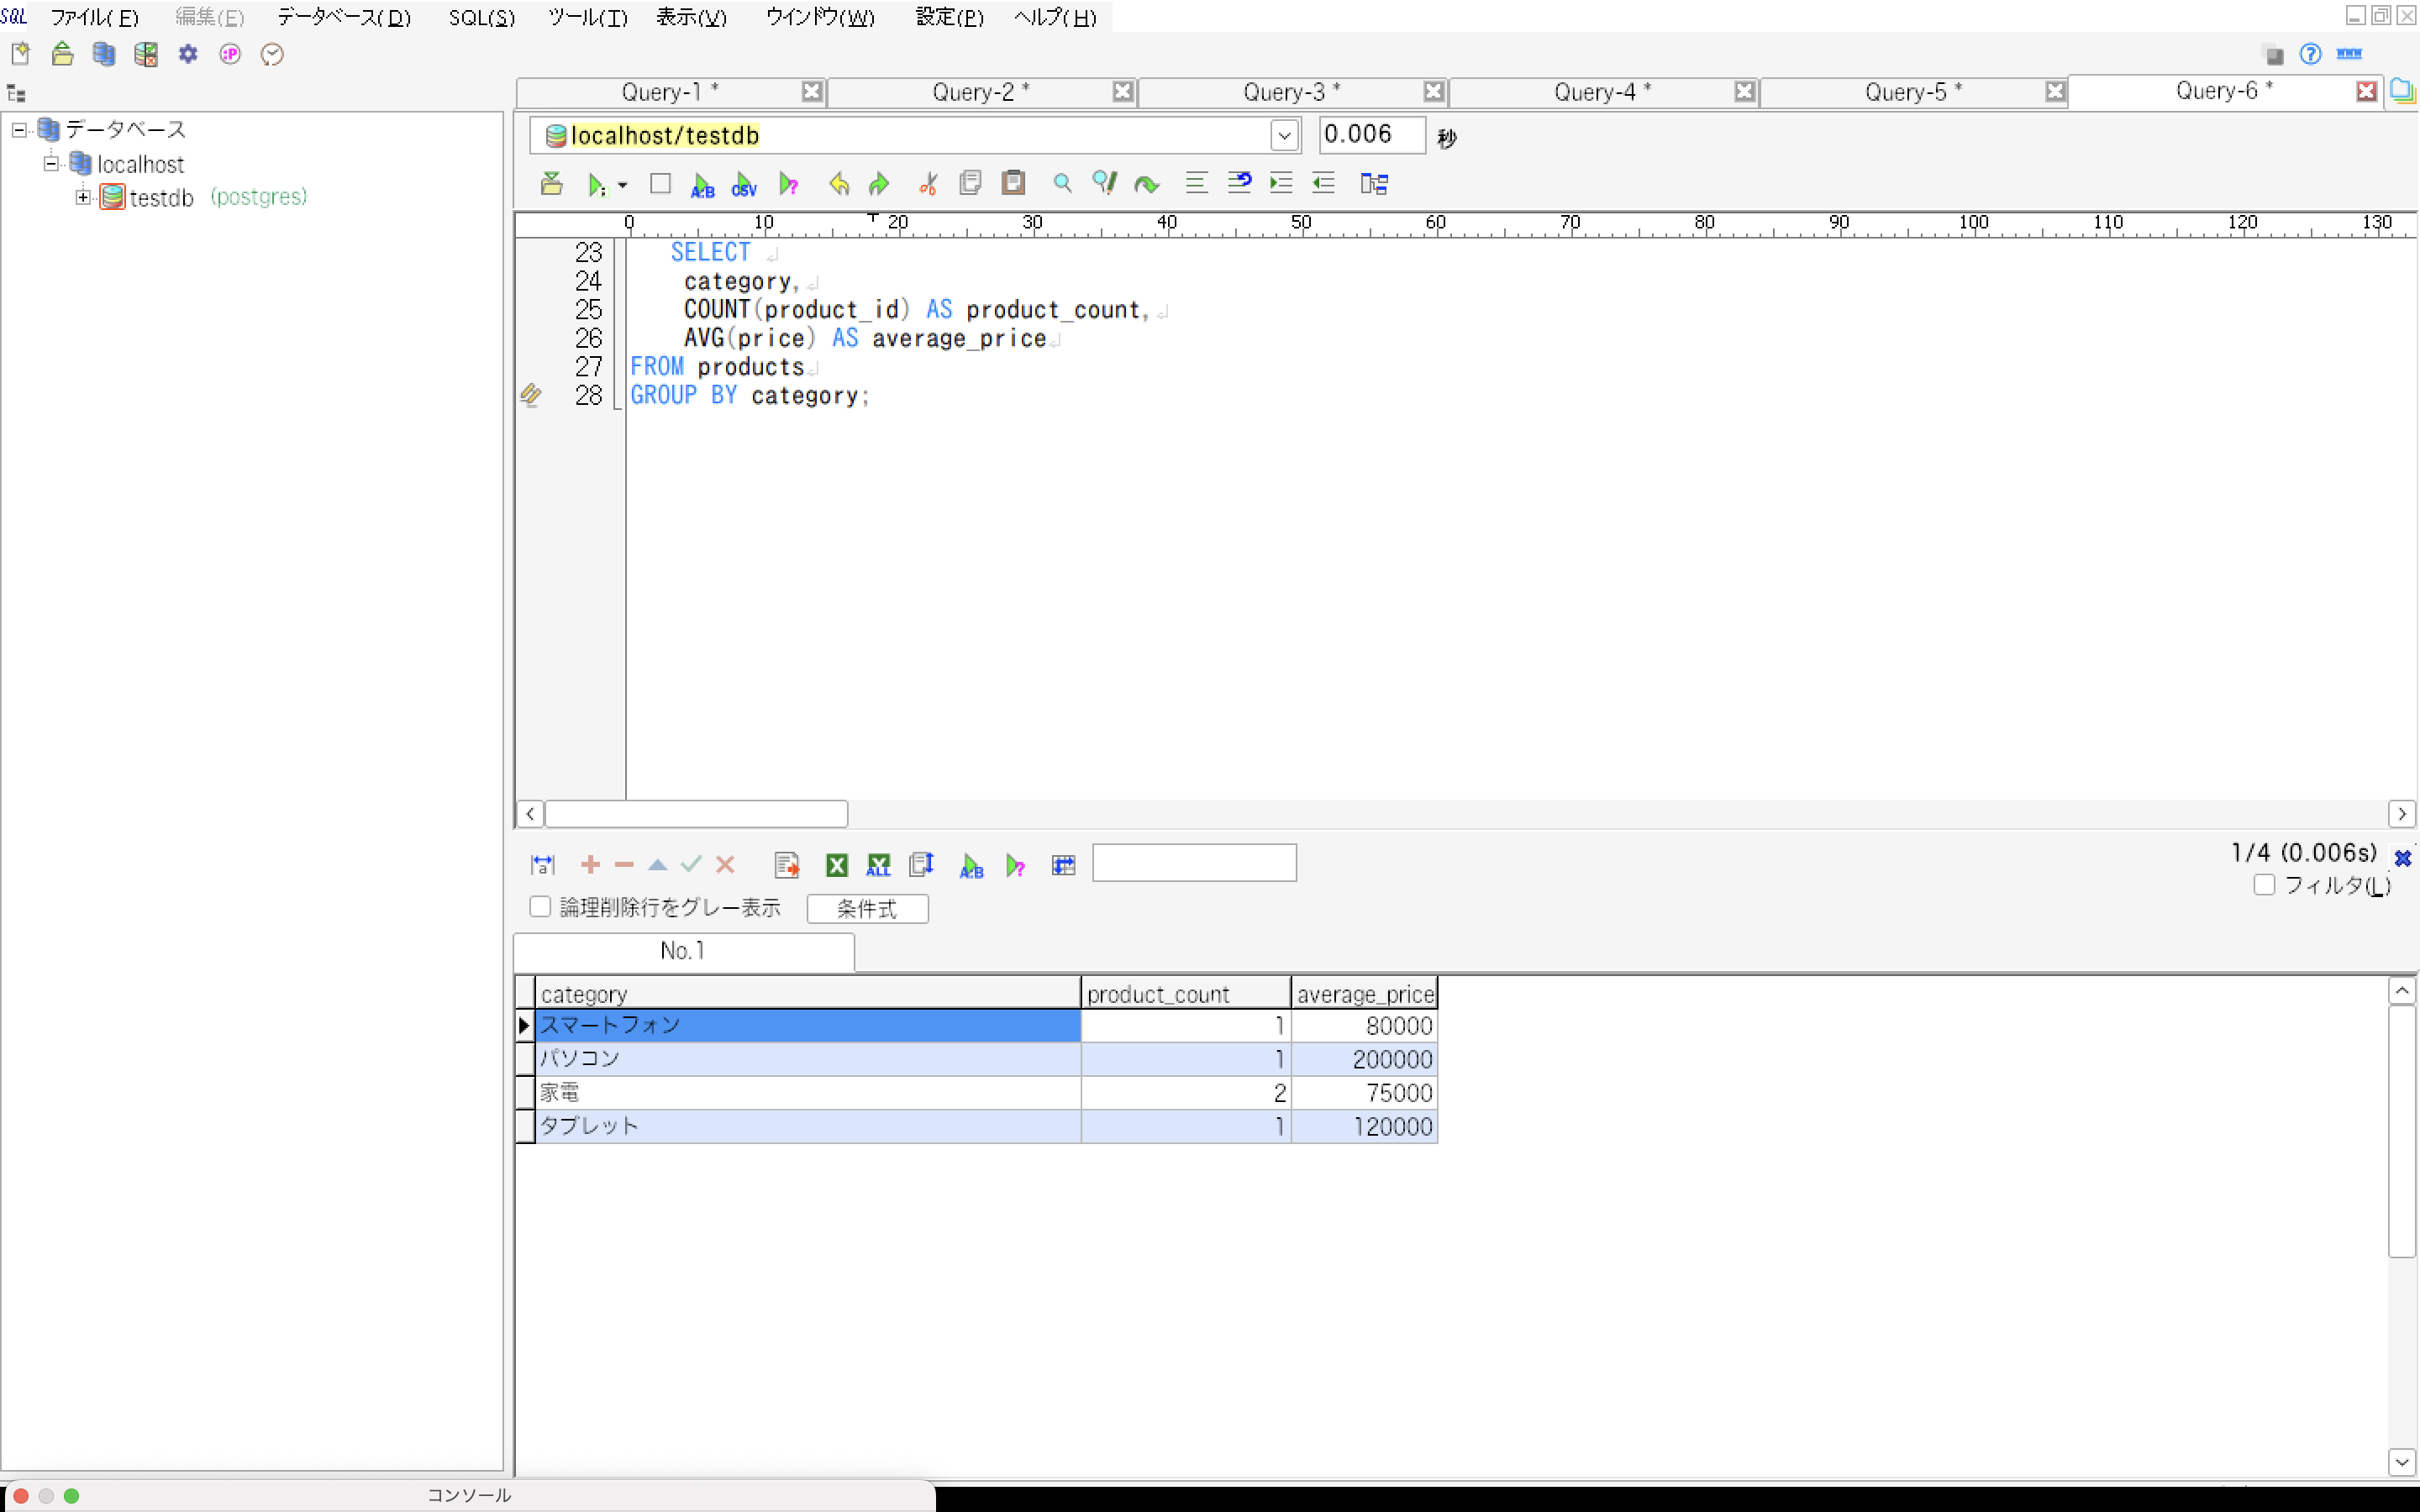 SQL ファイル(F) 編集(E) データベース(D) SQL(S) ツール(T) 表示(V) ウインドウ(W) 設定(P) ヘルプ(H)
Query-1 * Query-2 * Query-3 * Query-4 * Query-5 * Query-6 *
データベース
localhost
testdb (postgres)
localhost/testdb 0.006 秒
A:B CSV
0 10 20 30 40 50 60 70 80 90 100 110 120 130
23 SELECT
24 category,
25 COUNT(product_id) AS product_count,
26 AVG(price) AS average_price
27 FROM products
28 GROUP BY category;
ALL A:B
1/4 (0.006s)
フィルタ(L)
論理削除行をグレー表示 条件式
No.1
category product_count average_price
スマートフォン 1 80000
パソコン 1 200000
家電 2 75000
タブレット 1 120000
コンソール